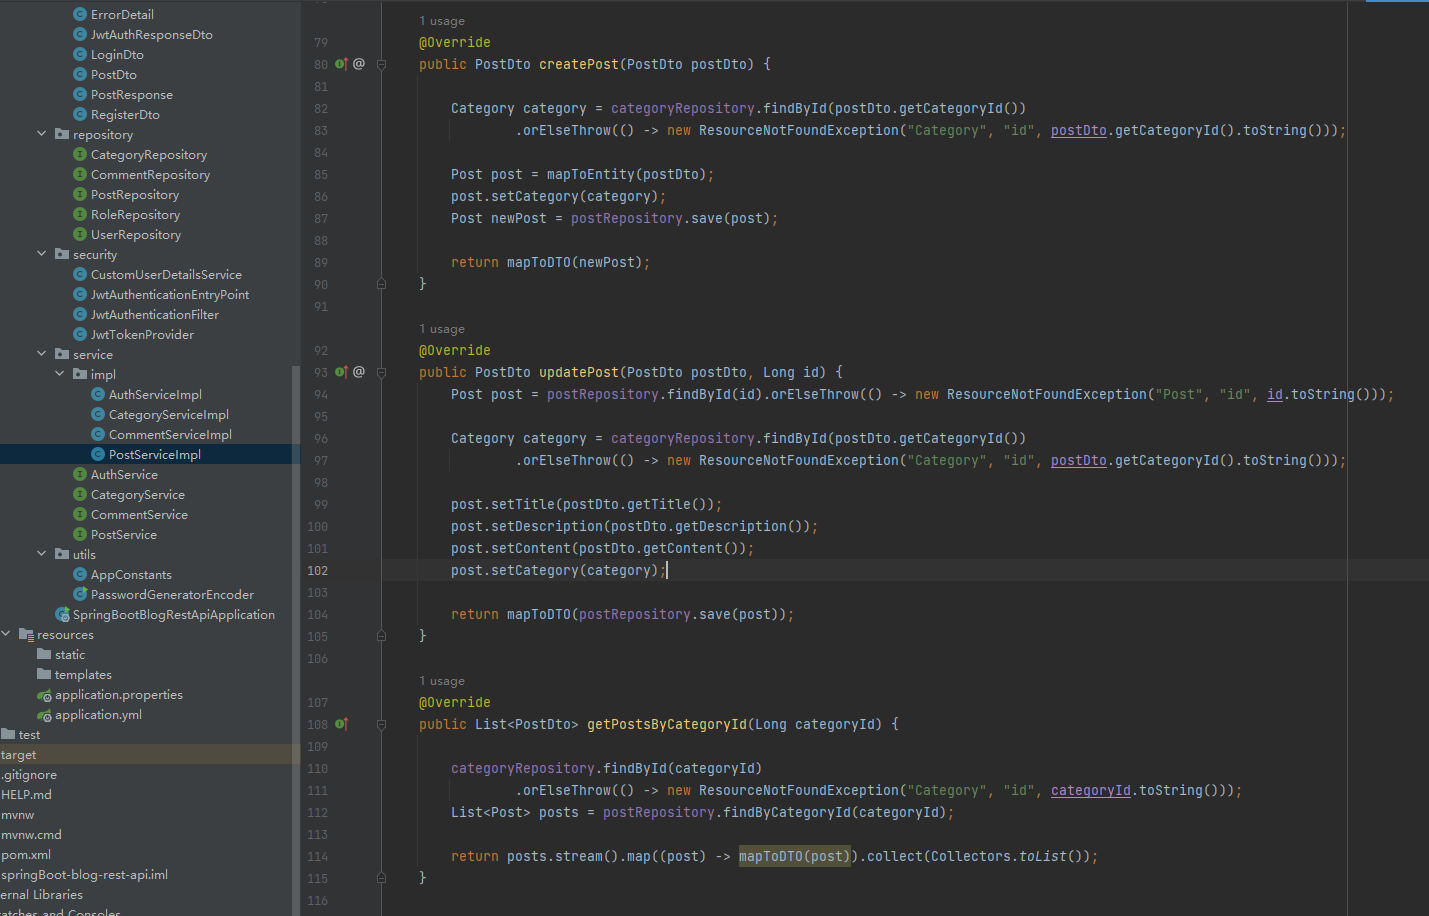 ErrorDetail
JwtAuthResponseDto
LoginDto
PostDto
PostResponse
RegisterDto
repository
CategoryRepository
CommentRepository
PostRepository
RoleRepository
UserRepository
security
CustomUserDetailsService
JwtAuthenticationEntryPoint
JwtAuthenticationFilter
JwtTokenProvider
service
impl
AuthServiceImpl
CategoryServiceImpl
CommentServiceImpl
PostServiceImpl
AuthService
CategoryService
CommentService
PostService
utils
AppConstants
PasswordGeneratorEncoder
SpringBootBlogRestApiApplication
resources
static
templates
application.properties
application.yml
test
target
.gitignore
HELP.md
mvnw
mvnw.cmd
pom.xml
springBoot-blog-rest-api.iml
ernal Libraries
atches and Consoles
1 usage
79 @Override
80 public PostDto createPost(PostDto postDto) {
81
82 Category category = categoryRepository.findById(postDto.getCategoryId())
83 .orElseThrow(() -> new ResourceNotFoundException("Category", "id", postDto.getCategoryId().toString()));
84
85 Post post = mapToEntity(postDto);
86 post.setCategory(category);
87 Post newPost = postRepository.save(post);
88
89 return mapToDTO(newPost);
90 }
91
1 usage
92 @Override
93 public PostDto updatePost(PostDto postDto, Long id) {
94 Post post = postRepository.findById(id).orElseThrow(() -> new ResourceNotFoundException("Post", "id", id.toString()));
95
96 Category category = categoryRepository.findById(postDto.getCategoryId())
97 .orElseThrow(() -> new ResourceNotFoundException("Category", "id", postDto.getCategoryId().toString()));
98
99 post.setTitle(postDto.getTitle());
100 post.setDescription(postDto.getDescription());
101 post.setContent(postDto.getContent());
102 post.setCategory(category);
103
104 return mapToDTO(postRepository.save(post));
105 }
106
1 usage
107 @Override
108 public List<PostDto> getPostsByCategoryId(Long categoryId) {
109
110 categoryRepository.findById(categoryId)
111 .orElseThrow(() -> new ResourceNotFoundException("Category", "id", categoryId.toString()));
112 List<Post> posts = postRepository.findByCategoryId(categoryId);
113
114 return posts.stream().map((post) -> mapToDTO(post)).collect(Collectors.toList());
115 }
116